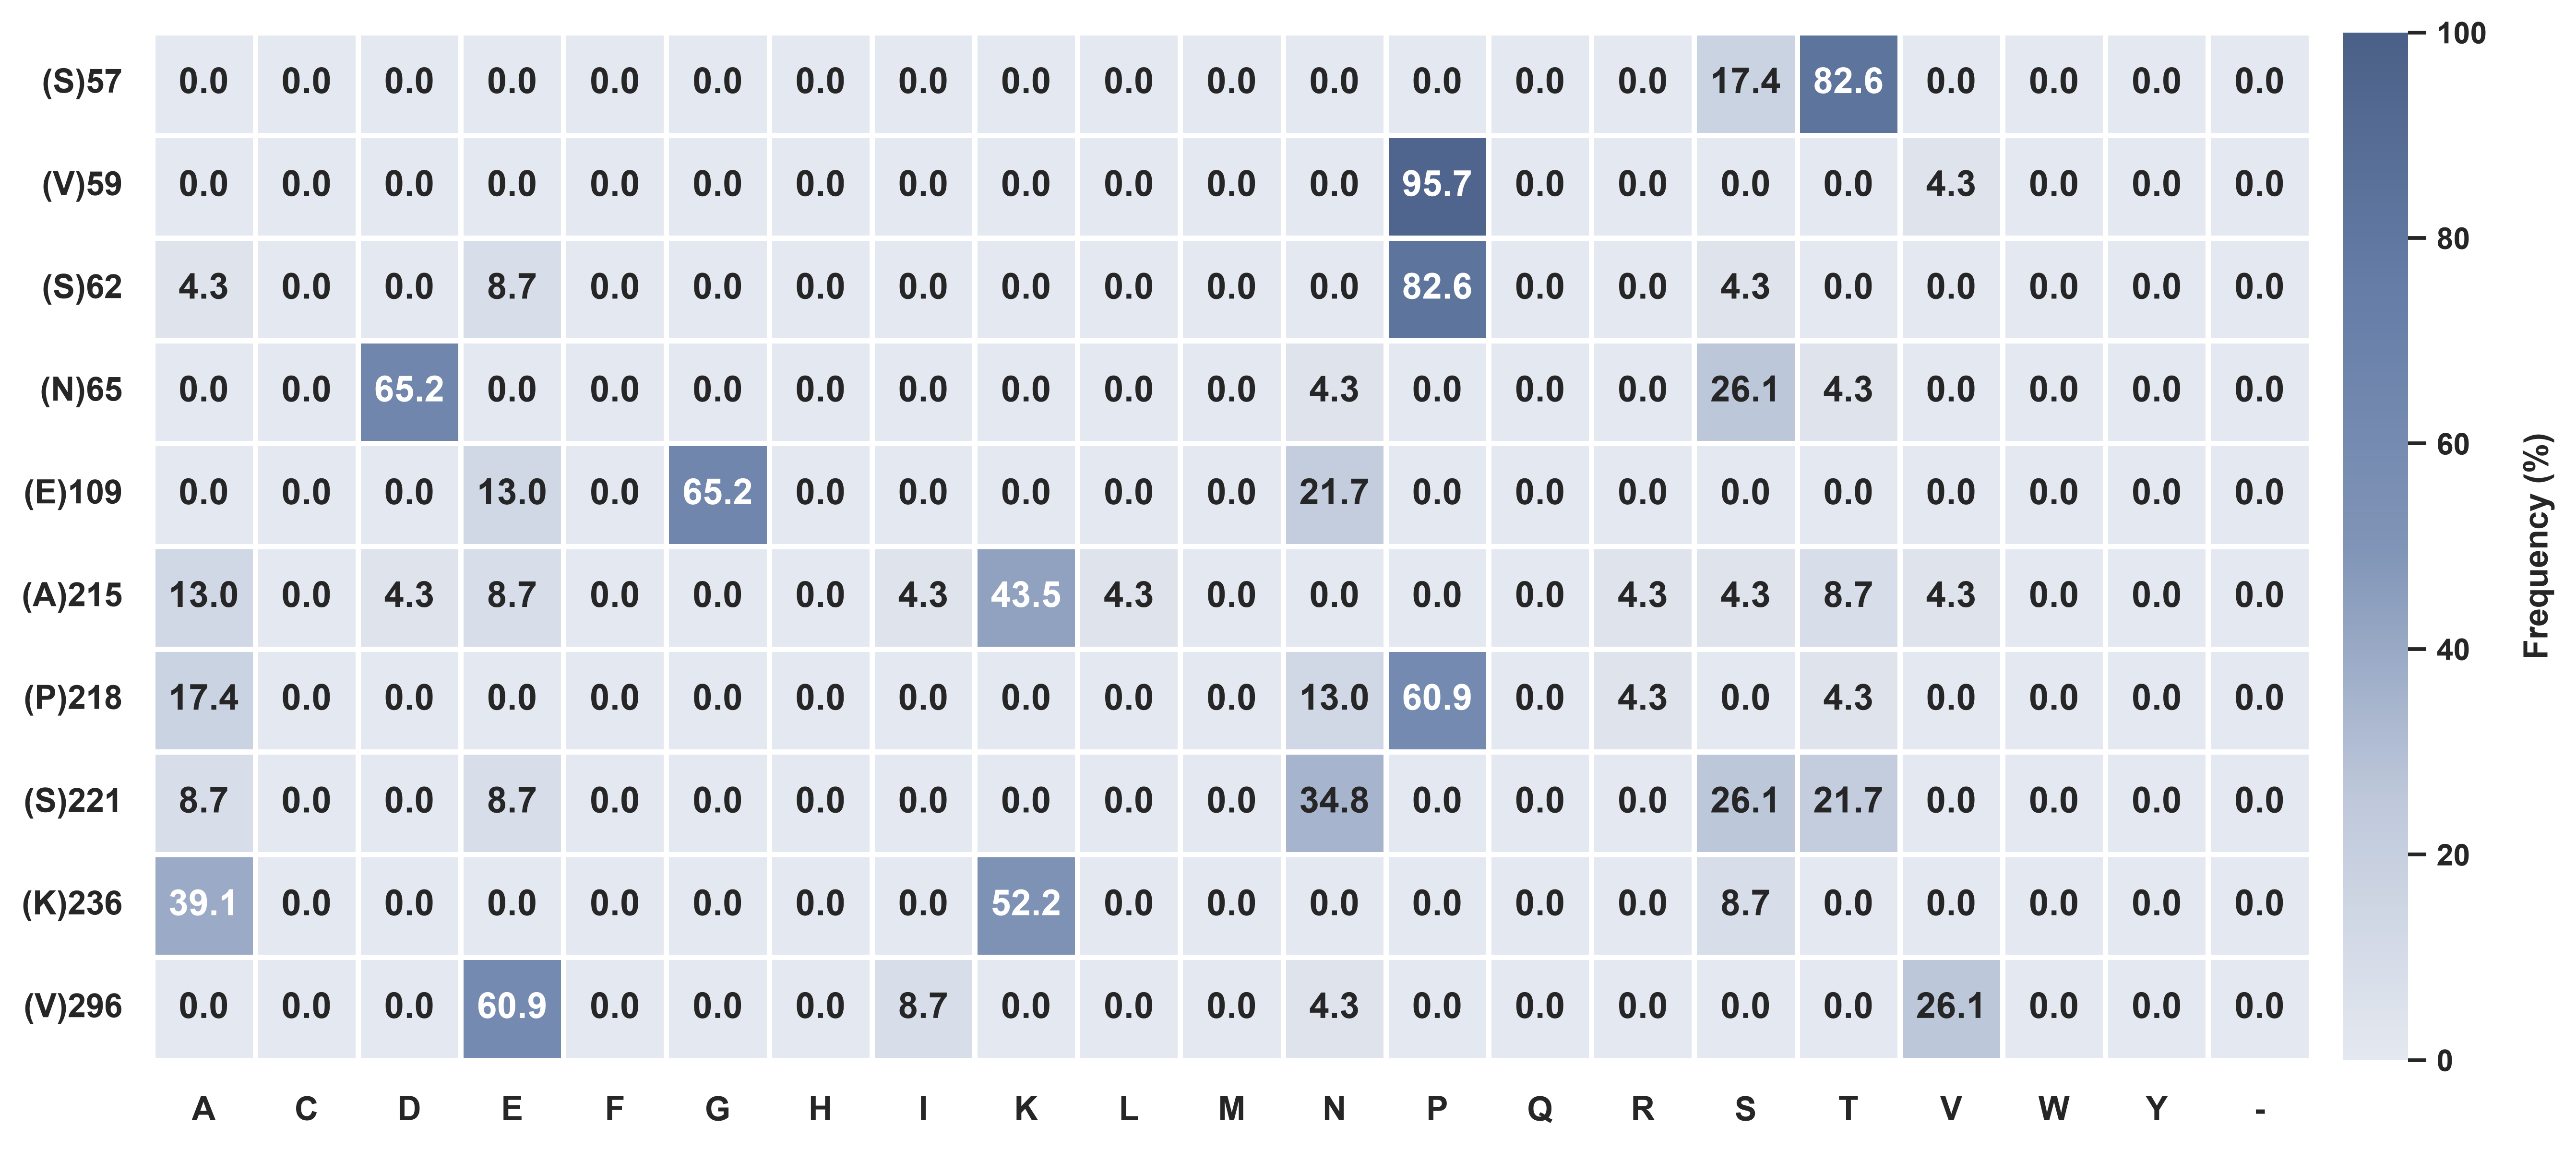 (S)57 0.0 0.0 0.0 0.0 0.0 0.0 0.0 0.0 0.0 0.0 0.0 0.0 0.0 0.0 0.0 17.4 82.6 0.0 0.0 0.0 0.0
(V)59 0.0 0.0 0.0 0.0 0.0 0.0 0.0 0.0 0.0 0.0 0.0 0.0 95.7 0.0 0.0 0.0 0.0 4.3 0.0 0.0 0.0
(S)62 4.3 0.0 0.0 8.7 0.0 0.0 0.0 0.0 0.0 0.0 0.0 0.0 82.6 0.0 0.0 4.3 0.0 0.0 0.0 0.0 0.0
(N)65 0.0 0.0 65.2 0.0 0.0 0.0 0.0 0.0 0.0 0.0 0.0 4.3 0.0 0.0 0.0 26.1 4.3 0.0 0.0 0.0 0.0
(E)109 0.0 0.0 0.0 13.0 0.0 65.2 0.0 0.0 0.0 0.0 0.0 21.7 0.0 0.0 0.0 0.0 0.0 0.0 0.0 0.0 0.0
(A)215 13.0 0.0 4.3 8.7 0.0 0.0 0.0 4.3 43.5 4.3 0.0 0.0 0.0 0.0 4.3 4.3 8.7 4.3 0.0 0.0 0.0
(P)218 17.4 0.0 0.0 0.0 0.0 0.0 0.0 0.0 0.0 0.0 0.0 13.0 60.9 0.0 4.3 0.0 4.3 0.0 0.0 0.0 0.0
(S)221 8.7 0.0 0.0 8.7 0.0 0.0 0.0 0.0 0.0 0.0 0.0 34.8 0.0 0.0 0.0 26.1 21.7 0.0 0.0 0.0 0.0
(K)236 39.1 0.0 0.0 0.0 0.0 0.0 0.0 0.0 52.2 0.0 0.0 0.0 0.0 0.0 0.0 8.7 0.0 0.0 0.0 0.0 0.0
(V)296 0.0 0.0 0.0 60.9 0.0 0.0 0.0 8.7 0.0 0.0 0.0 4.3 0.0 0.0 0.0 0.0 0.0 26.1 0.0 0.0 0.0
A C D E F G H I K L M N P Q R S T V W Y -
100
80
60
40
20
0
Frequency (%)